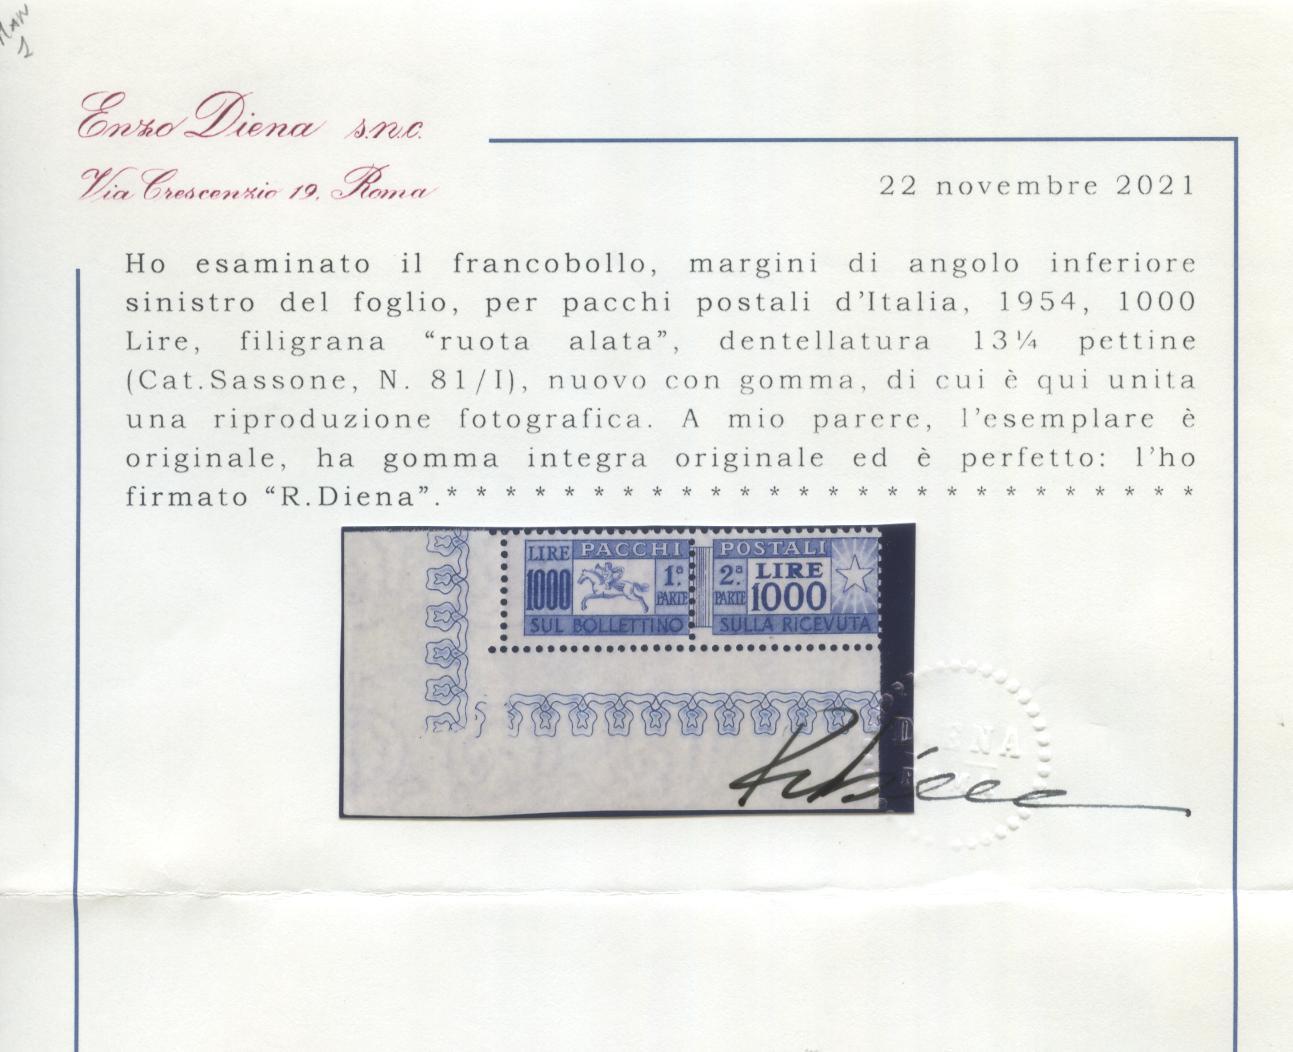 MAN
1
Enzo Diena s.n.c.
Via Crescenzio 19, Roma
22 novembre 2021
Ho esaminato il francobollo, margini di angolo inferiore
sinistro del foglio, per pacchi postali d'Italia, 1954, 1000
Lire, filigrana “ruota alata”, dentellatura 13¼ pettine
(Cat.Sassone, N. 81/I), nuovo con gomma, di cui è qui unita
una riproduzione fotografica. A mio parere, l'esemplare è
originale, ha gomma integra originale ed è perfetto: l'ho
firmato “R.Diena”.* * * * * * * * * * * * * * * * * * * * * * * * * *
LIRE PACCHI POSTALI
1000 1ª PARTE 2ª PARTE LIRE 1000
SUL BOLLETTINO SULLA RICEVUTA
DIENA